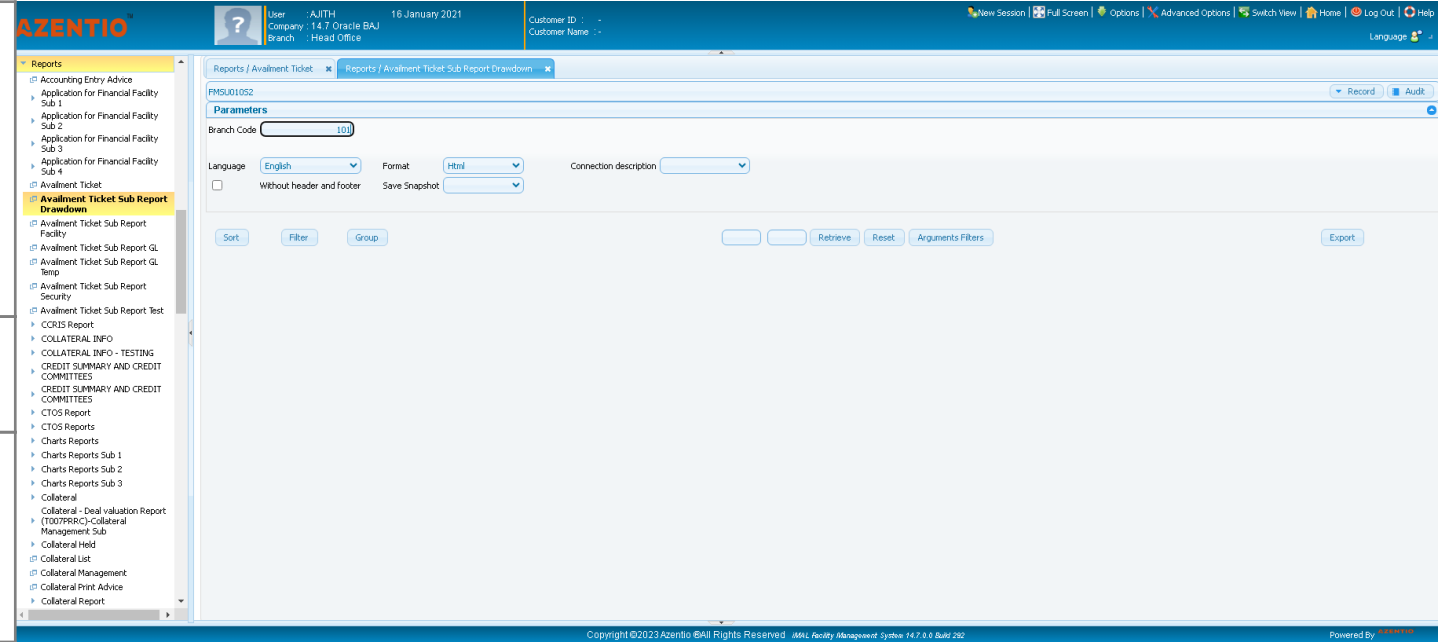 AZENTIO
User : AJITH 16 January 2021
Company : 14.7 Oracle BAJ
Branch : Head Office
Customer ID : -
Customer Name : -
New Session | Full Screen | Options | Advanced Options | Switch View | Home | Log Out | Help
Language
Reports
Accounting Entry Advice
Application for Financial Facility
Sub 1
Application for Financial Facility
Sub 2
Application for Financial Facility
Sub 3
Application for Financial Facility
Sub 4
Availment Ticket
Availment Ticket Sub Report
Drawdown
Availment Ticket Sub Report
Facility
Availment Ticket Sub Report GL
Availment Ticket Sub Report GL
Temp
Availment Ticket Sub Report
Security
Availment Ticket Sub Report Test
CCRIS Report
COLLATERAL INFO
COLLATERAL INFO - TESTING
CREDIT SUMMARY AND CREDIT
COMMITTEES
CREDIT SUMMARY AND CREDIT
COMMITTEES
CTOS Report
CTOS Reports
Charts Reports
Charts Reports Sub 1
Charts Reports Sub 2
Charts Reports Sub 3
Collateral
Collateral - Deal valuation Report
(T007PRRC)-Collateral
Management Sub
Collateral Held
Collateral List
Collateral Management
Collateral Print Advice
Collateral Report
Reports / Availment Ticket
Reports / Availment Ticket Sub Report Drawdown
FMSU01052
Record
Audit
Parameters
Branch Code 101
Language English Format Html Connection description
Without header and footer Save Snapshot
Sort Filter Group Retrieve Reset Arguments Filters Export
Copyright ©2023 Azentio ®All Rights Reserved iMAL Facility Management System 14.7.0.0 Build 292
Powered By AZENTIO